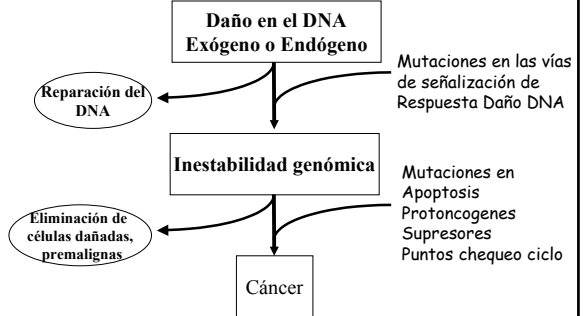 Daño en el DNA
Exógeno o Endógeno
Mutaciones en las vías
de señalización de
Respuesta Daño DNA
Reparación del
DNA
Inestabilidad genómica
Mutaciones en
Apoptosis
Protoncogenes
Supresores
Puntos chequeo ciclo
Eliminación de
células dañadas,
premalignas
Cáncer